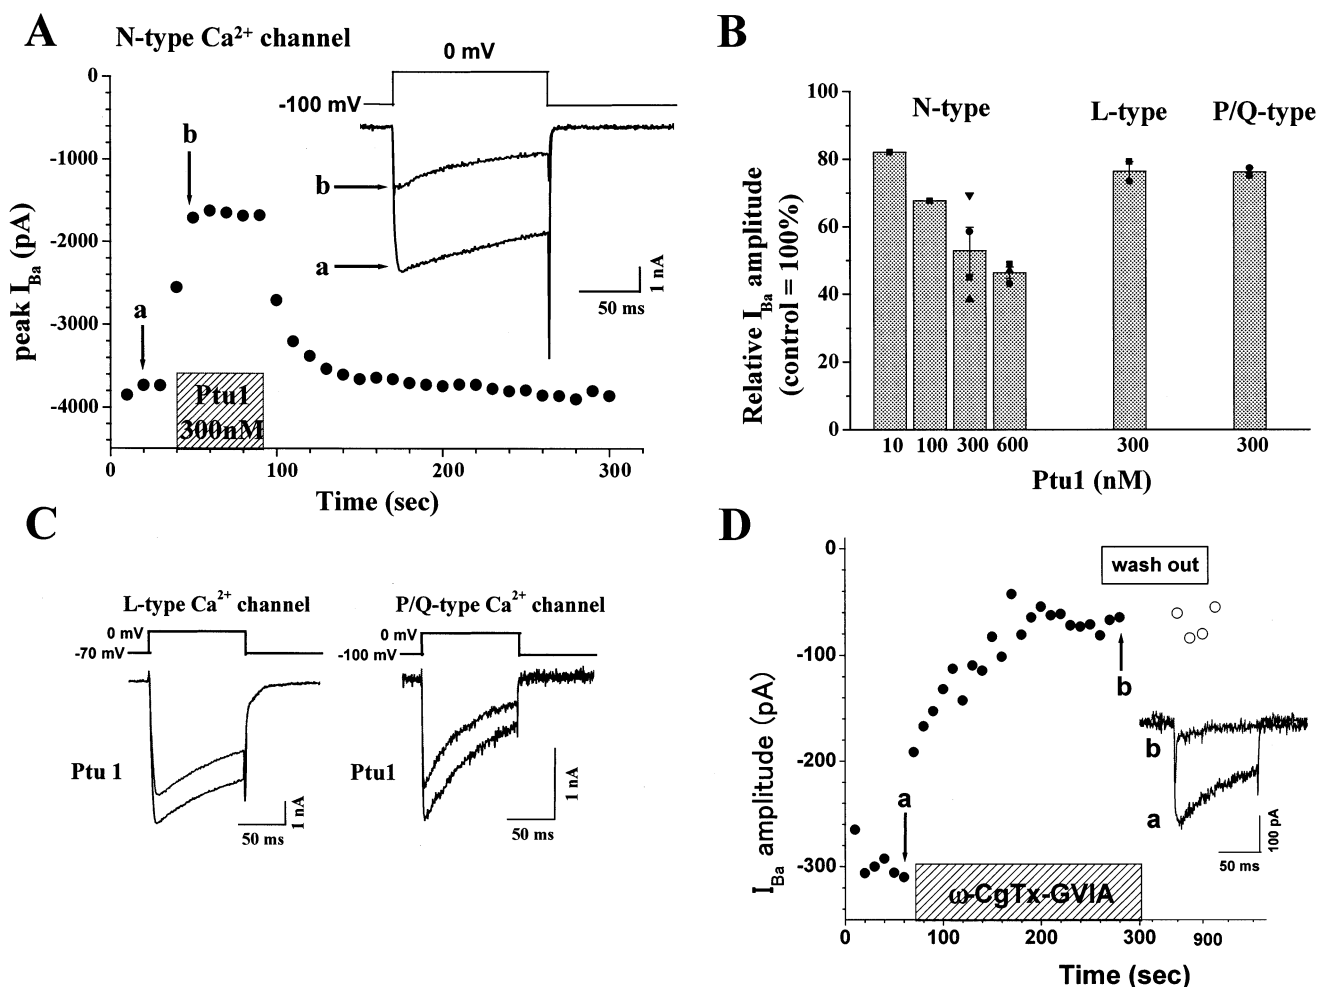 A
N-type Ca²⁺ channel
0 mV
-100 mV
b
a
1 nA
50 ms
b
a
0
-1000
-2000
-3000
-4000
peak I_Ba (pA)
Ptu1
300nM
0
100
200
300
Time (sec)
B
N-type
L-type
P/Q-type
100
80
60
40
20
0
Relative I_Ba amplitude
(control = 100%)
10
100
300
600
300
300
Ptu1 (nM)
C
L-type Ca²⁺ channel
0 mV
-70 mV
Ptu 1
1 nA
50 ms
P/Q-type Ca²⁺ channel
0 mV
-100 mV
Ptu1
1 nA
50 ms
D
wash out
0
-100
-200
-300
I_Ba amplitude (pA)
a
b
b
a
100 pA
50 ms
ω-CgTx-GVIA
0
100
200
300
900
Time (sec)